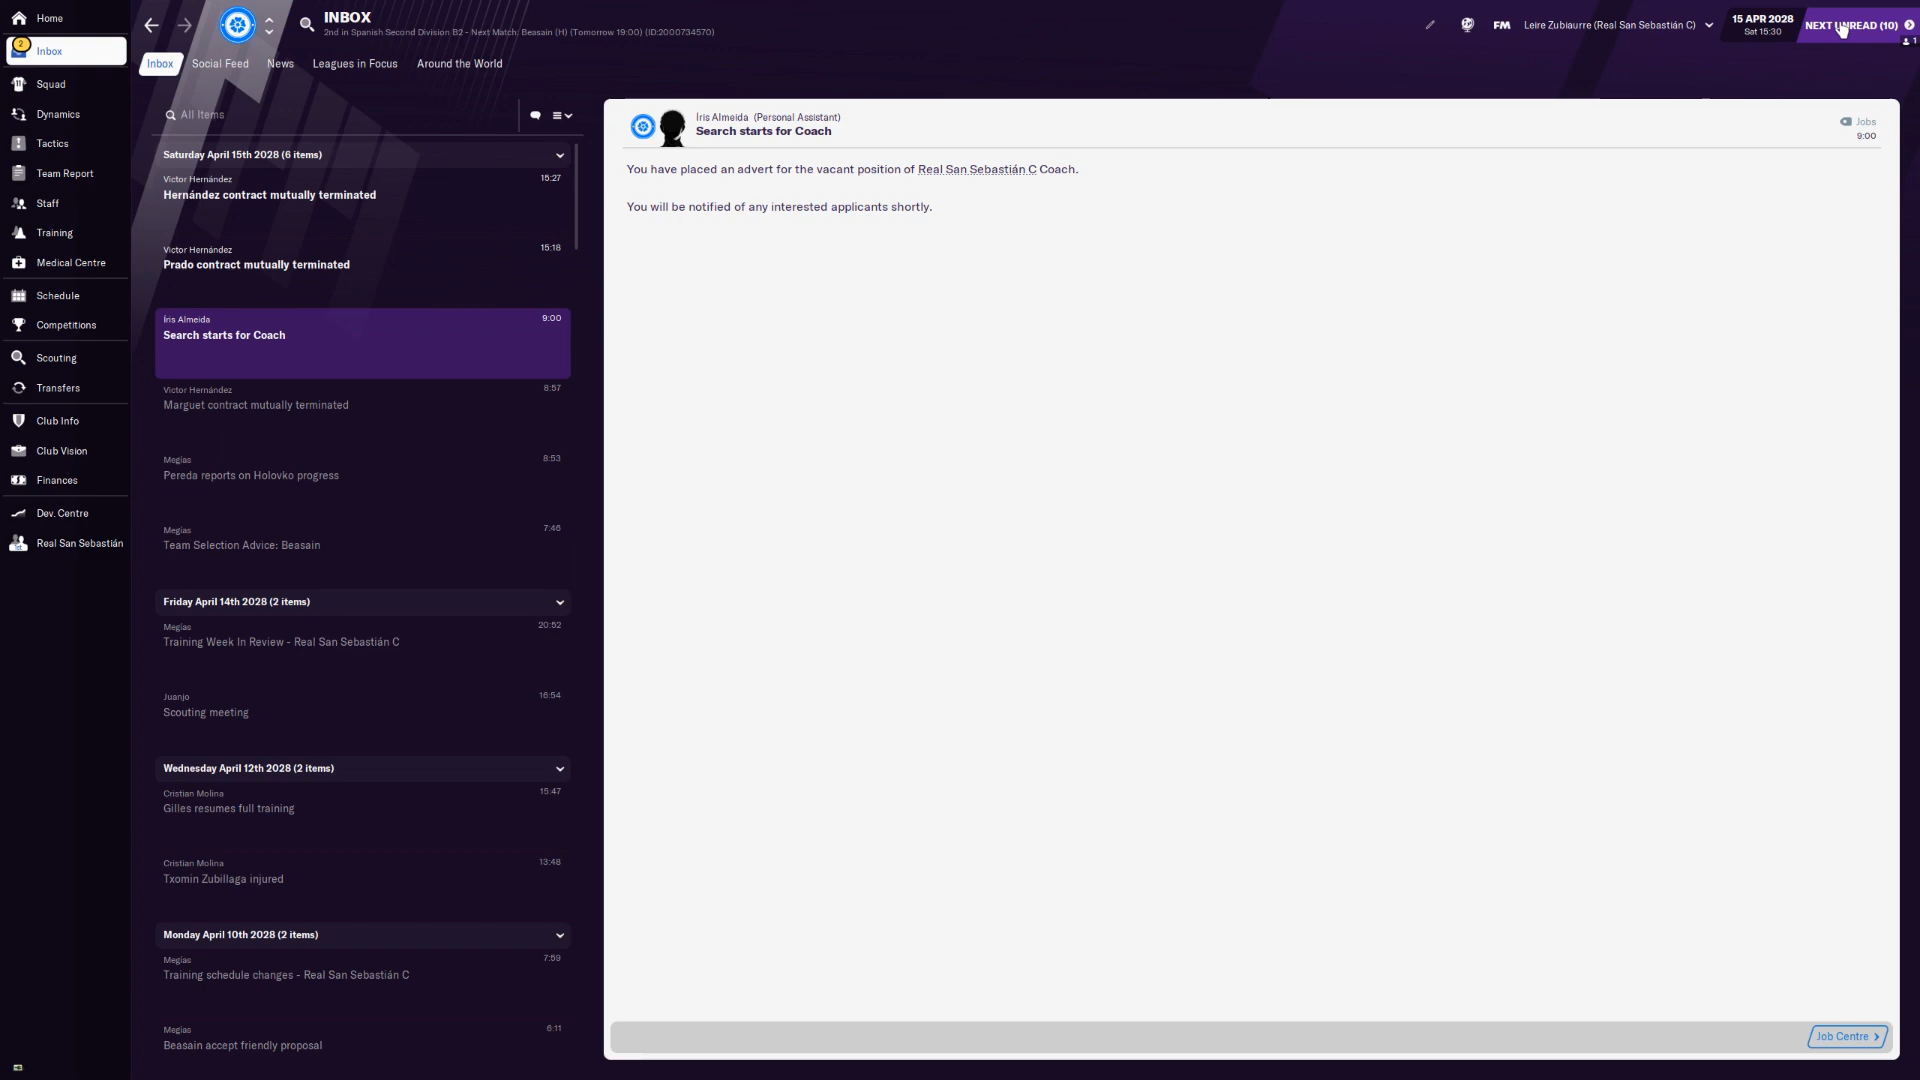 Home
2
Inbox
Squad
Dynamics
Tactics
Team Report
Staff
Training
Medical Centre
Schedule
Competitions
Scouting
Transfers
Club Info
Club Vision
Finances
Dev. Centre
Real San Sebastián
INBOX
2nd in Spanish Second Division B2 - Next Match: Beasain (H) (Tomorrow 19:00) (ID:2000734570)
FM
Leire Zubiaurre (Real San Sebastián C)
15 APR 2028
Sat 15:30
NEXT UNREAD (10)
1
Inbox
Social Feed
News
Leagues in Focus
Around the World
All Items
Saturday April 15th 2028 (6 items)
Victor Hernández 15:27
Hernández contract mutually terminated
Victor Hernández 15:18
Prado contract mutually terminated
Íris Almeida 9:00
Search starts for Coach
Victor Hernández 8:57
Marguet contract mutually terminated
Megías 8:53
Pereda reports on Holovko progress
Megías 7:46
Team Selection Advice: Beasain
Friday April 14th 2028 (2 items)
Megías 20:52
Training Week In Review - Real San Sebastián C
Juanjo 16:54
Scouting meeting
Wednesday April 12th 2028 (2 items)
Cristian Molina 15:47
Gilles resumes full training
Cristian Molina 13:48
Txomin Zubillaga injured
Monday April 10th 2028 (2 items)
Megías 7:59
Training schedule changes - Real San Sebastián C
Megías 6:11
Beasain accept friendly proposal
Íris Almeida (Personal Assistant)
Search starts for Coach
Jobs
9:00
You have placed an advert for the vacant position of Real San Sebastián C Coach.
You will be notified of any interested applicants shortly.
Job Centre